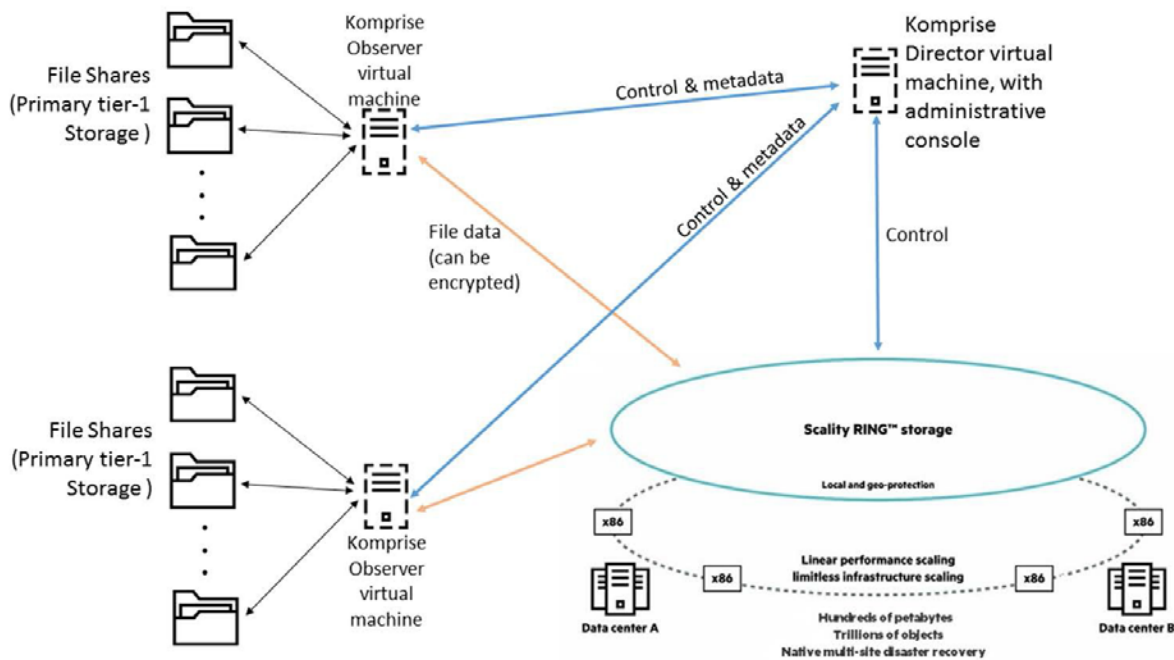 Komprise
Observer
virtual
machine
File Shares
(Primary tier-1
Storage )
Control & metadata
Komprise
Director virtual
machine, with
administrative
console
Control & metadata
File data
(can be
encrypted)
Control
File Shares
(Primary tier-1
Storage )
Komprise
Observer
virtual
machine
Scality RING™ storage
Local and geo-protection
x86
x86
Linear performance scaling
limitless infrastructure scaling
x86
x86
Data center A
Data center B
Hundreds of petabytes
Trillions of objects
Native multi-site disaster recovery